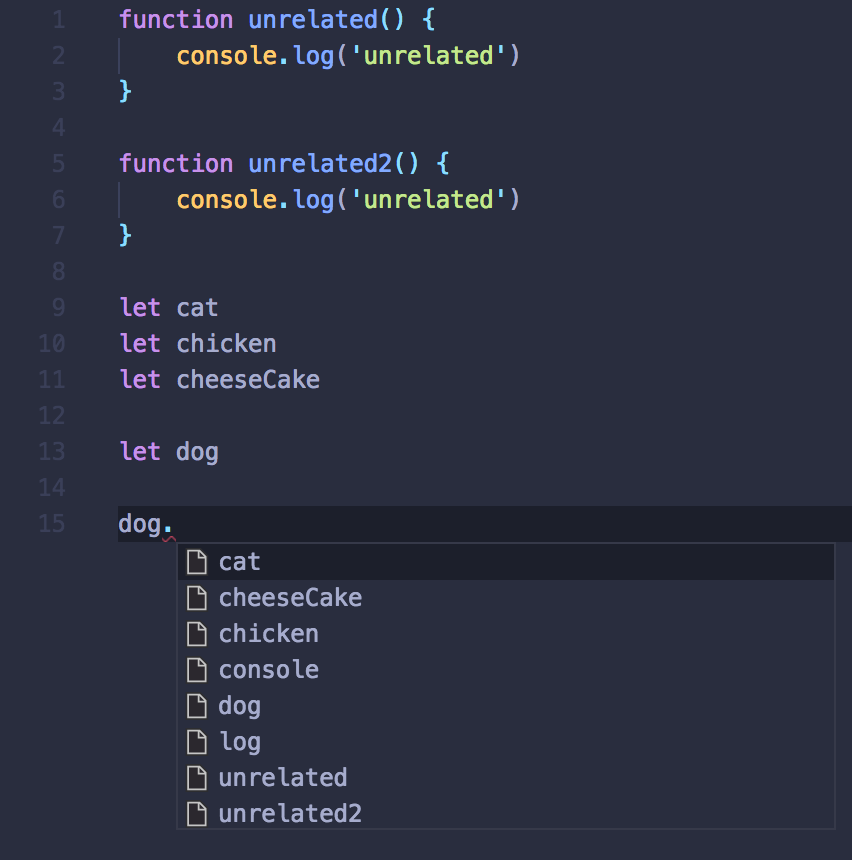 1 function unrelated() {
2 console.log('unrelated')
3 }
4
5 function unrelated2() {
6 console.log('unrelated')
7 }
8
9 let cat
10 let chicken
11 let cheeseCake
12
13 let dog
14
15 dog.
cat
cheeseCake
chicken
console
dog
log
unrelated
unrelated2